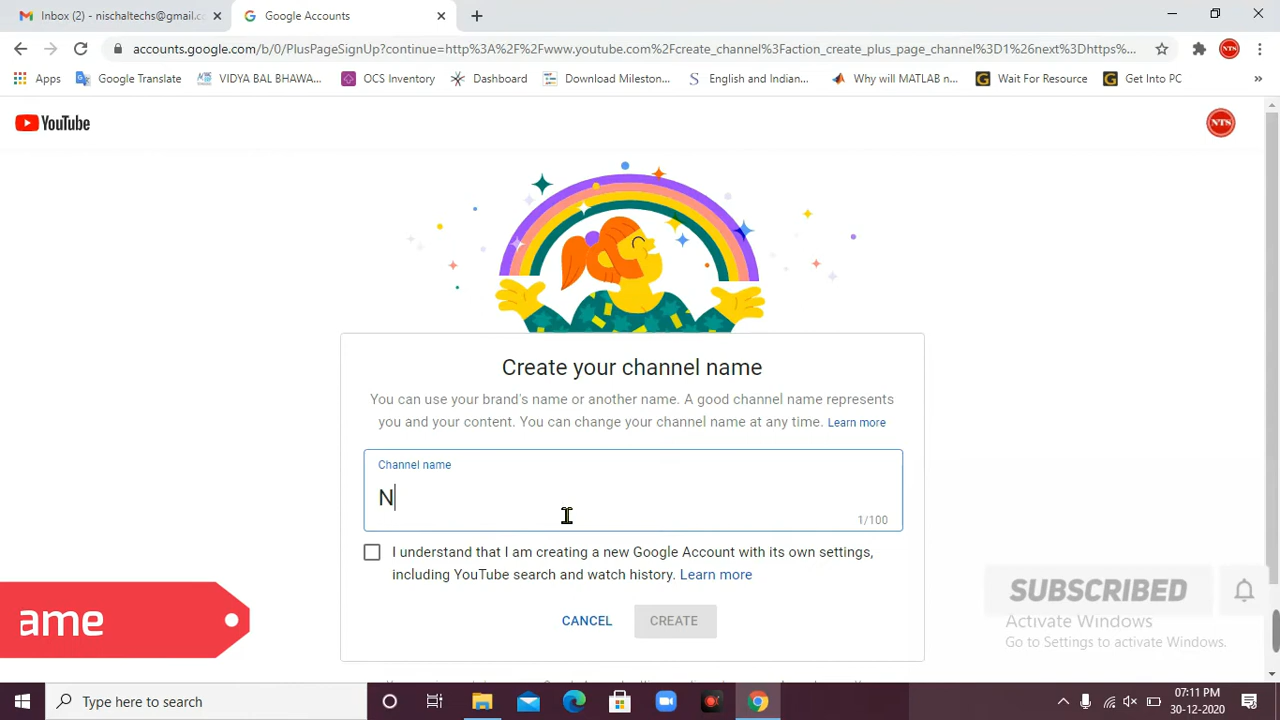 Inbox (2) - nischaltechs@gmail.co
Google Accounts
accounts.google.com/b/0/PlusPageSignUp?continue=http%3A%2F%2Fwww.youtube.com%2Fcreate_channel%3Faction_create_plus_page_channel%3D1%26next%3Dhttps%...
Apps
Google Translate
VIDYA BAL BHAWA...
OCS Inventory
Dashboard
Download Mileston...
English and Indian...
Why will MATLAB n...
Wait For Resource
Get Into PC
»
YouTube
NTS
Create your channel name
You can use your brand's name or another name. A good channel name represents
you and your content. You can change your channel name at any time. Learn more
Channel name
N
1/100
I understand that I am creating a new Google Account with its own settings,
including YouTube search and watch history. Learn more
CANCEL
CREATE
ame
SUBSCRIBED
Activate Windows
Go to Settings to activate Windows.
Type here to search
07:11 PM
30-12-2020